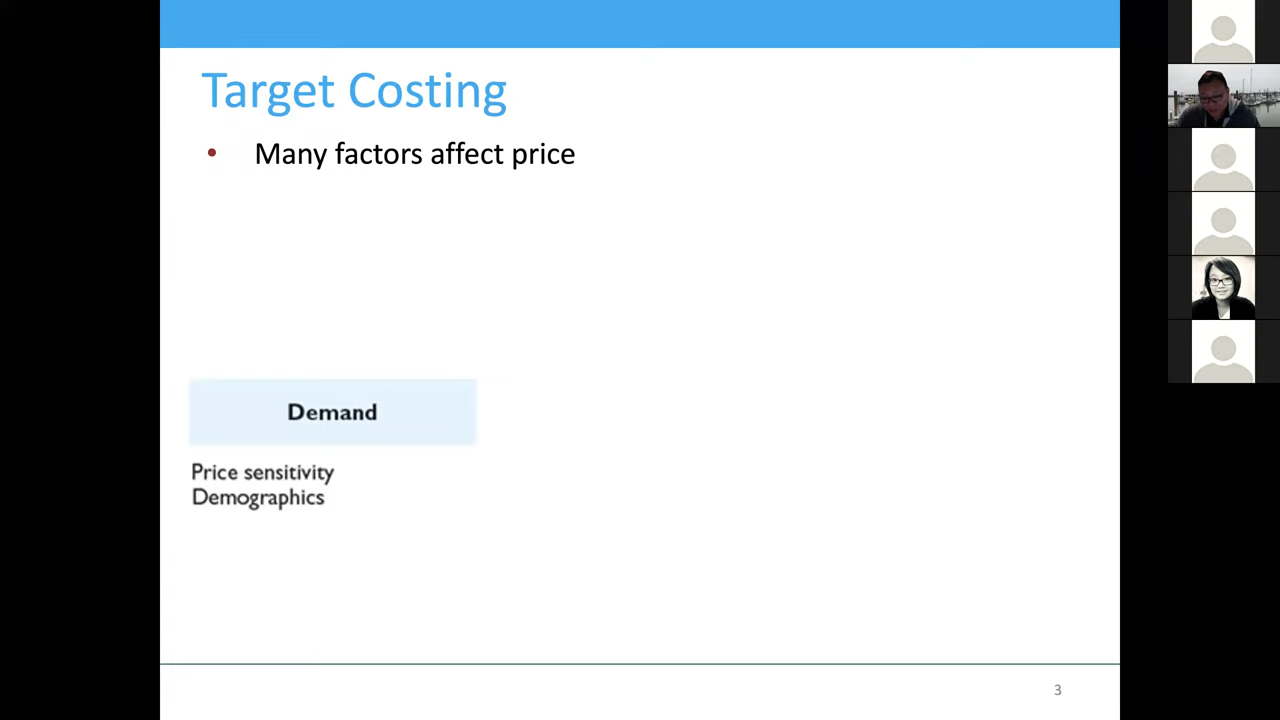 Target Costing
• Many factors affect price
Demand
Price sensitivity
Demographics
3